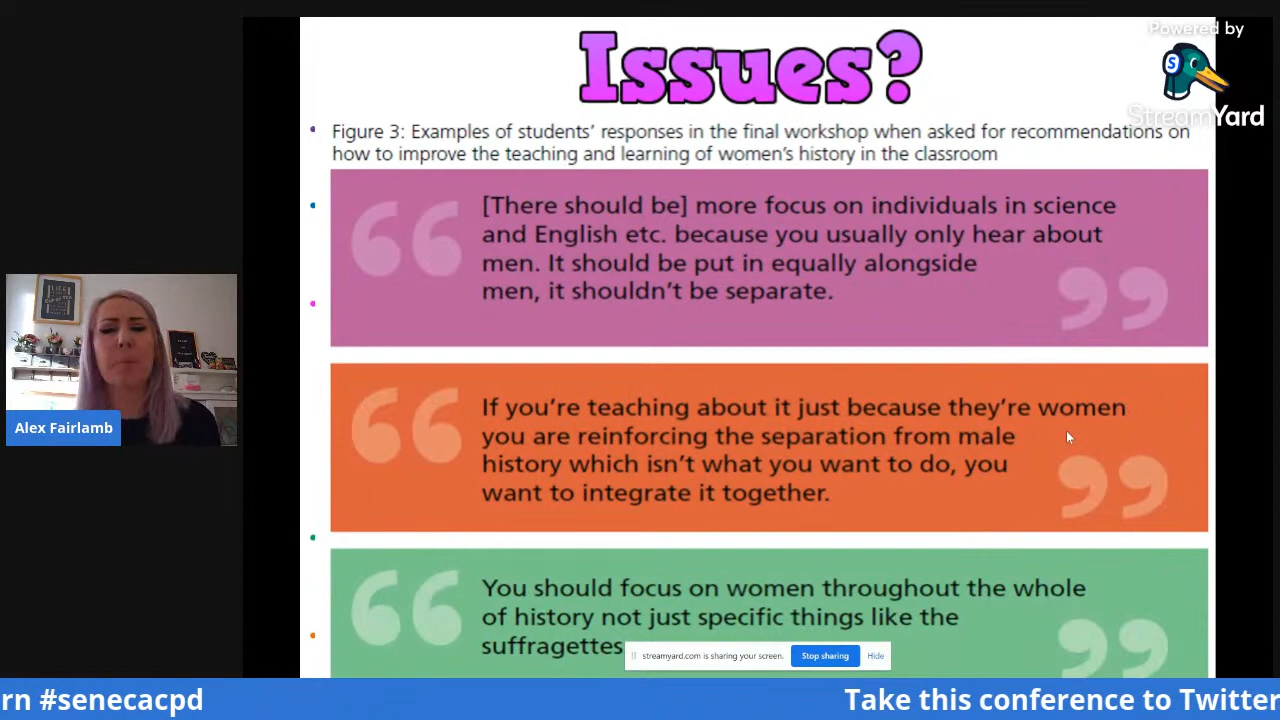 Issues?
Powered by
StreamYard
Figure 3: Examples of students’ responses in the final workshop when asked for recommendations on
how to improve the teaching and learning of women’s history in the classroom
“
[There should be] more focus on individuals in science
and English etc. because you usually only hear about
men. It should be put in equally alongside
men, it shouldn’t be separate.
”
“
If you’re teaching about it just because they’re women
you are reinforcing the separation from male
history which isn’t what you want to do, you
want to integrate it together.
”
“
You should focus on women throughout the whole
of history not just specific things like the
suffragettes
”
Alex Fairlamb
streamyard.com is sharing your screen. Stop sharing Hide
rn #senecacpd
Take this conference to Twitter